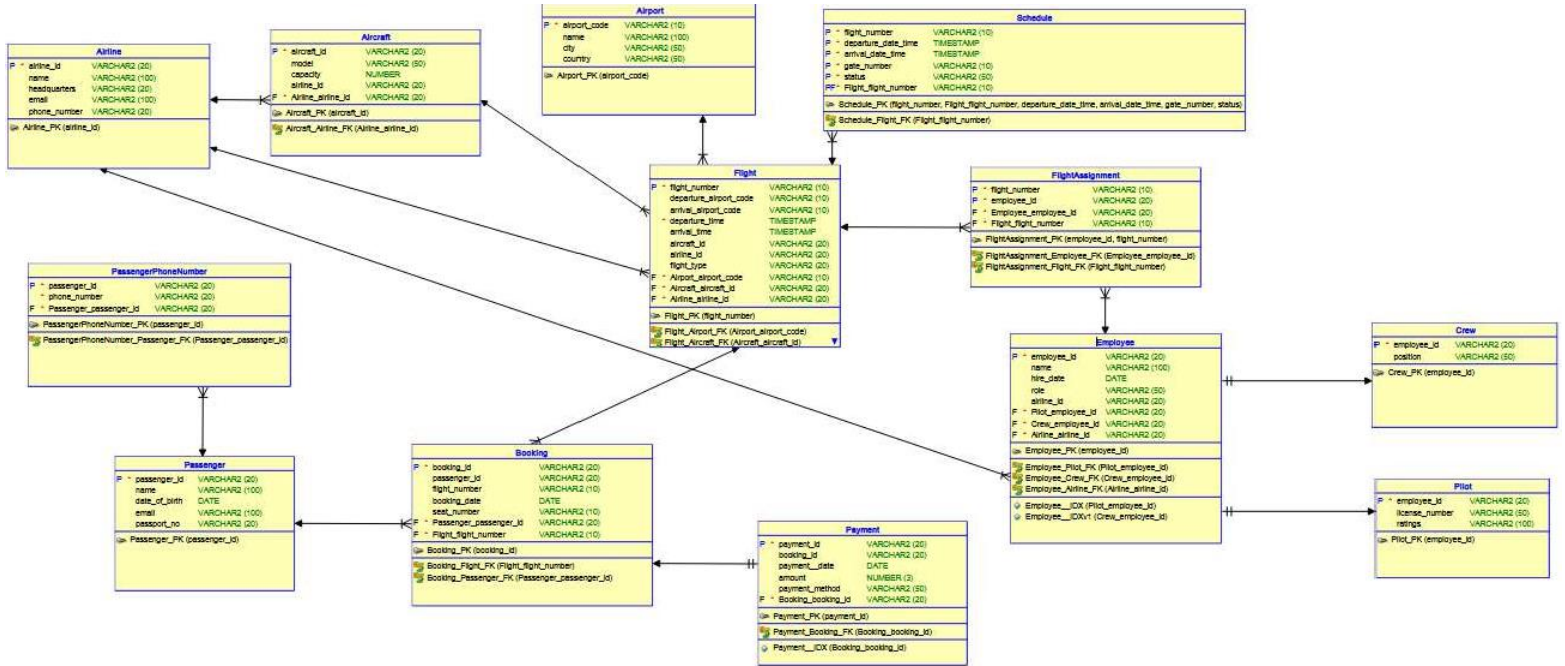 Airline
P * airline_id VARCHAR2 (20)
name VARCHAR2 (100)
headquarters VARCHAR2 (20)
email VARCHAR2 (100)
phone_number VARCHAR2 (20)
Airline_PK (airline_id)
Aircraft
P * aircraft_id VARCHAR2 (20)
model VARCHAR2 (50)
capacity NUMBER
airline_id VARCHAR2 (20)
F * Airline_airline_id VARCHAR2 (20)
Aircraft_PK (aircraft_id)
Aircraft_Airline_FK (Airline_airline_id)
Airport
P * airport_code VARCHAR2 (10)
name VARCHAR2 (100)
city VARCHAR2 (50)
country VARCHAR2 (50)
Airport_PK (airport_code)
Schedule
P * flight_number VARCHAR2 (10)
P * departure_date_time TIMESTAMP
P * arrival_date_time TIMESTAMP
P * gate_number VARCHAR2 (10)
P * status VARCHAR2 (50)
PF* Flight_flight_number VARCHAR2 (10)
Schedule_PK (flight_number, Flight_flight_number, departure_date_time, arrival_date_time, gate_number, status)
Schedule_Flight_FK (Flight_flight_number)
Flight
P * flight_number VARCHAR2 (10)
departure_airport_code VARCHAR2 (10)
arrival_airport_code VARCHAR2 (10)
* departure_time TIMESTAMP
arrival_time TIMESTAMP
aircraft_id VARCHAR2 (20)
airline_id VARCHAR2 (20)
flight_type VARCHAR2 (20)
F * Airport_airport_code VARCHAR2 (10)
F * Aircraft_aircraft_id VARCHAR2 (20)
F * Airline_airline_id VARCHAR2 (20)
Flight_PK (flight_number)
Flight_Airport_FK (Airport_airport_code)
Flight_Aircraft_FK (Aircraft_aircraft_id)
FlightAssignment
P * flight_number VARCHAR2 (10)
P * employee_id VARCHAR2 (20)
F * Employee_employee_id VARCHAR2 (20)
F * Flight_flight_number VARCHAR2 (10)
FlightAssignment_PK (employee_id, flight_number)
FlightAssignment_Employee_FK (Employee_employee_id)
FlightAssignment_Flight_FK (Flight_flight_number)
PassengerPhoneNumber
P * passenger_id VARCHAR2 (20)
* phone_number VARCHAR2 (20)
F * Passenger_passenger_id VARCHAR2 (20)
PassengerPhoneNumber_PK (passenger_id)
PassengerPhoneNumber_Passenger_FK (Passenger_passenger_id)
Employee
P * employee_id VARCHAR2 (20)
name VARCHAR2 (100)
hire_date DATE
role VARCHAR2 (50)
airline_id VARCHAR2 (20)
F * Pilot_employee_id VARCHAR2 (20)
F * Crew_employee_id VARCHAR2 (20)
F * Airline_airline_id VARCHAR2 (20)
Employee_PK (employee_id)
Employee_Pilot_FK (Pilot_employee_id)
Employee_Crew_FK (Crew_employee_id)
Employee_Airline_FK (Airline_airline_id)
Employee__IDX (Pilot_employee_id)
Employee__IDXv1 (Crew_employee_id)
Crew
P * employee_id VARCHAR2 (20)
position VARCHAR2 (50)
Crew_PK (employee_id)
Passenger
P * passenger_id VARCHAR2 (20)
name VARCHAR2 (100)
date_of_birth DATE
email VARCHAR2 (100)
passport_no VARCHAR2 (20)
Passenger_PK (passenger_id)
Booking
P * booking_id VARCHAR2 (20)
passenger_id VARCHAR2 (20)
flight_number VARCHAR2 (10)
booking_date DATE
seat_number VARCHAR2 (10)
F * Passenger_passenger_id VARCHAR2 (20)
F * Flight_flight_number VARCHAR2 (10)
Booking_PK (booking_id)
Booking_Flight_FK (Flight_flight_number)
Booking_Passenger_FK (Passenger_passenger_id)
Payment
P * payment_id VARCHAR2 (20)
booking_id VARCHAR2 (20)
payment__date DATE
amount NUMBER (3)
payment_method VARCHAR2 (50)
F * Booking_booking_id VARCHAR2 (20)
Payment_PK (payment_id)
Payment_Booking_FK (Booking_booking_id)
Payment__IDX (Booking_booking_id)
Pilot
P * employee_id VARCHAR2 (20)
license_number VARCHAR2 (50)
ratings VARCHAR2 (100)
Pilot_PK (employee_id)